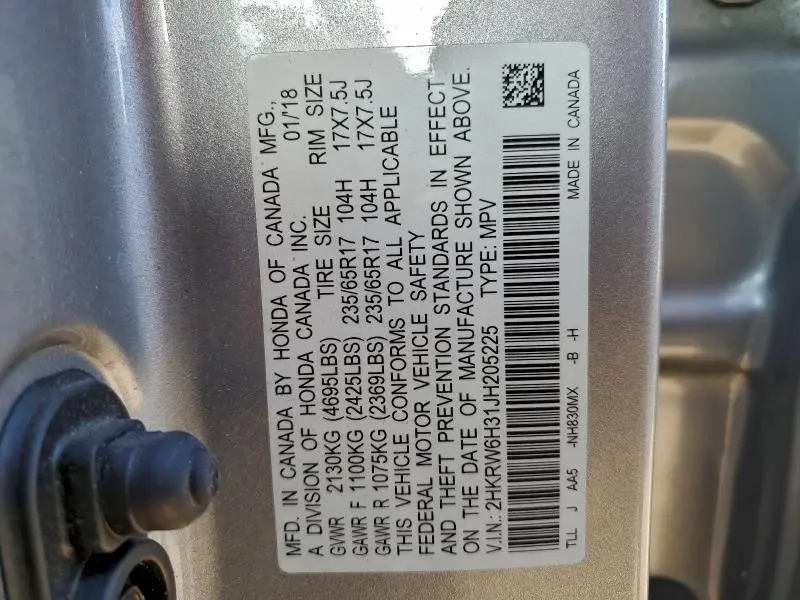 MFD. IN CANADA BY HONDA OF CANADA MFG.,
A DIVISION OF HONDA CANADA INC. 01/18
GVWR 2130KG (4695LBS) TIRE SIZE RIM SIZE
GAWR F 1100KG (2425LBS) 235/65R17 104H 17X7.5J
GAWR R 1075KG (2369LBS) 235/65R17 104H 17X7.5J
THIS VEHICLE CONFORMS TO ALL APPLICABLE
FEDERAL MOTOR VEHICLE SAFETY
AND THEFT PREVENTION STANDARDS IN EFFECT
ON THE DATE OF MANUFACTURE SHOWN ABOVE.
V.I.N.: 2HKRW6H31JH205225 TYPE: MPV
TLL J AA5 -NH830MX -B -H MADE IN CANADA